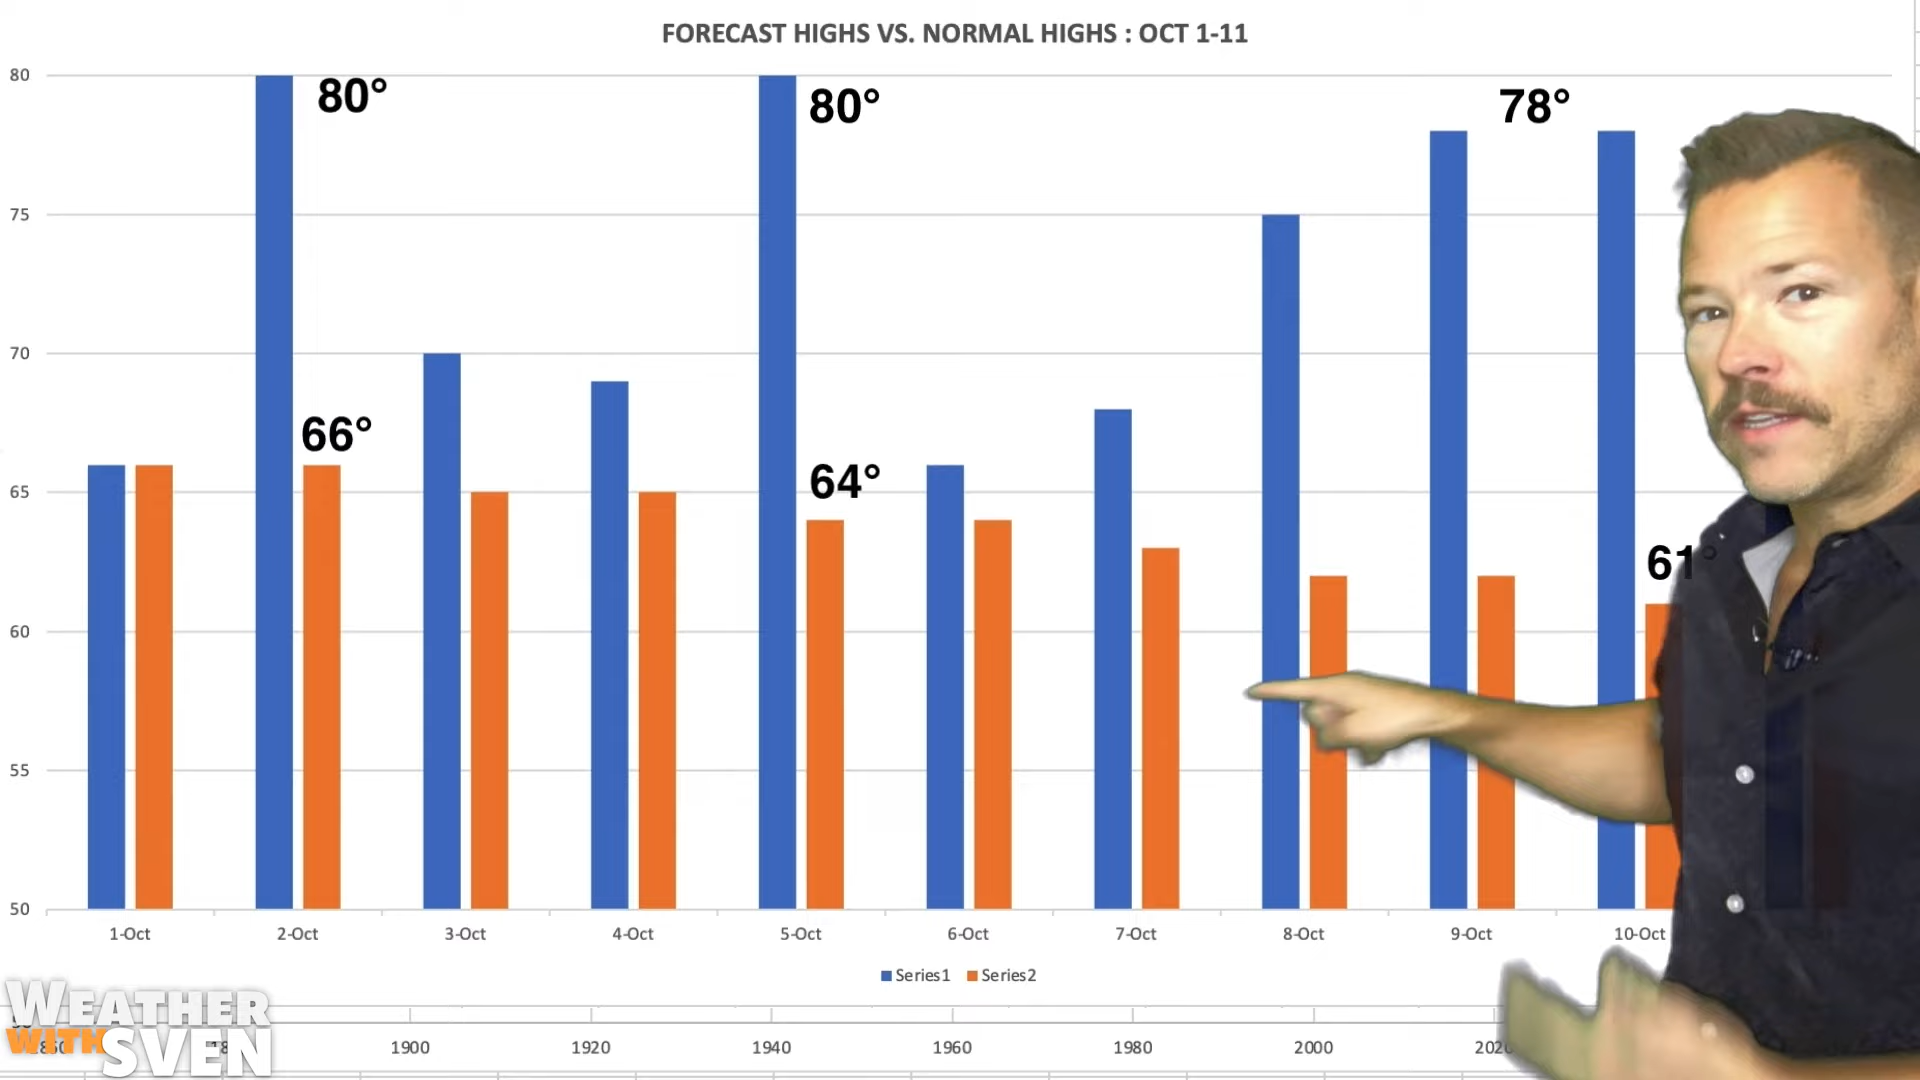 FORECAST HIGHS VS. NORMAL HIGHS : OCT 1-11
80
80°
80°
78°
75
70
66°
64°
65
61°
60
55
50
1-Oct
2-Oct
3-Oct
4-Oct
5-Oct
6-Oct
7-Oct
8-Oct
9-Oct
10-Oct
Series1
Series2
WEATHER
WITH SVEN
1900
1920
1940
1960
1980
2000